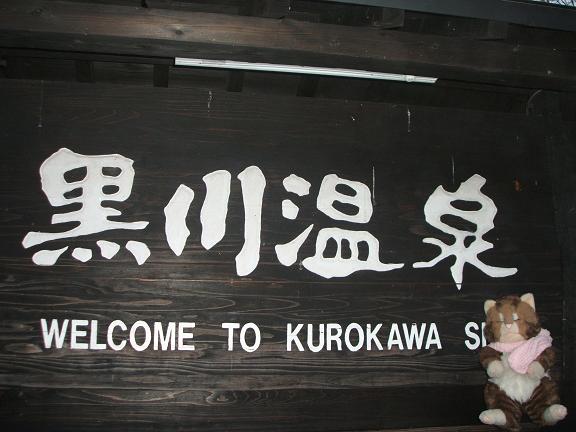 黒川温泉
WELCOME TO KUROKAWA